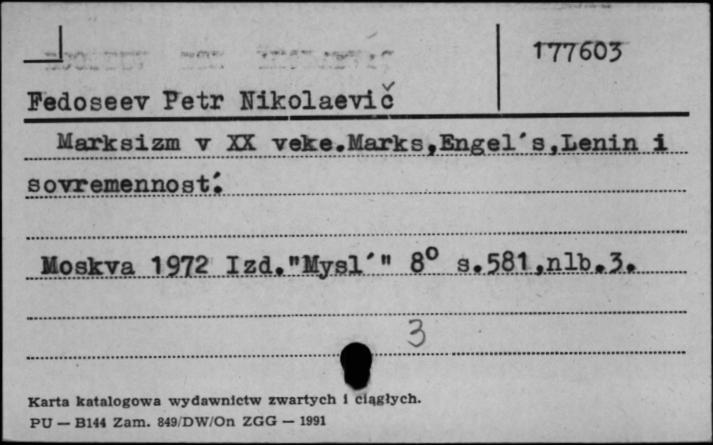 177603
Fedoseev Petr Nikolaevič
Marksizm v XX veke.Marks,Engel´s,Lenin i
sovremennost´.
Moskva 1972 Izd."Mysl´" 8° s.581,nlb.3.
3
Karta katalogowa wydawnictw zwartych i ciągłych.
PU — B144 Zam. 849/DW/On ZGG — 1991